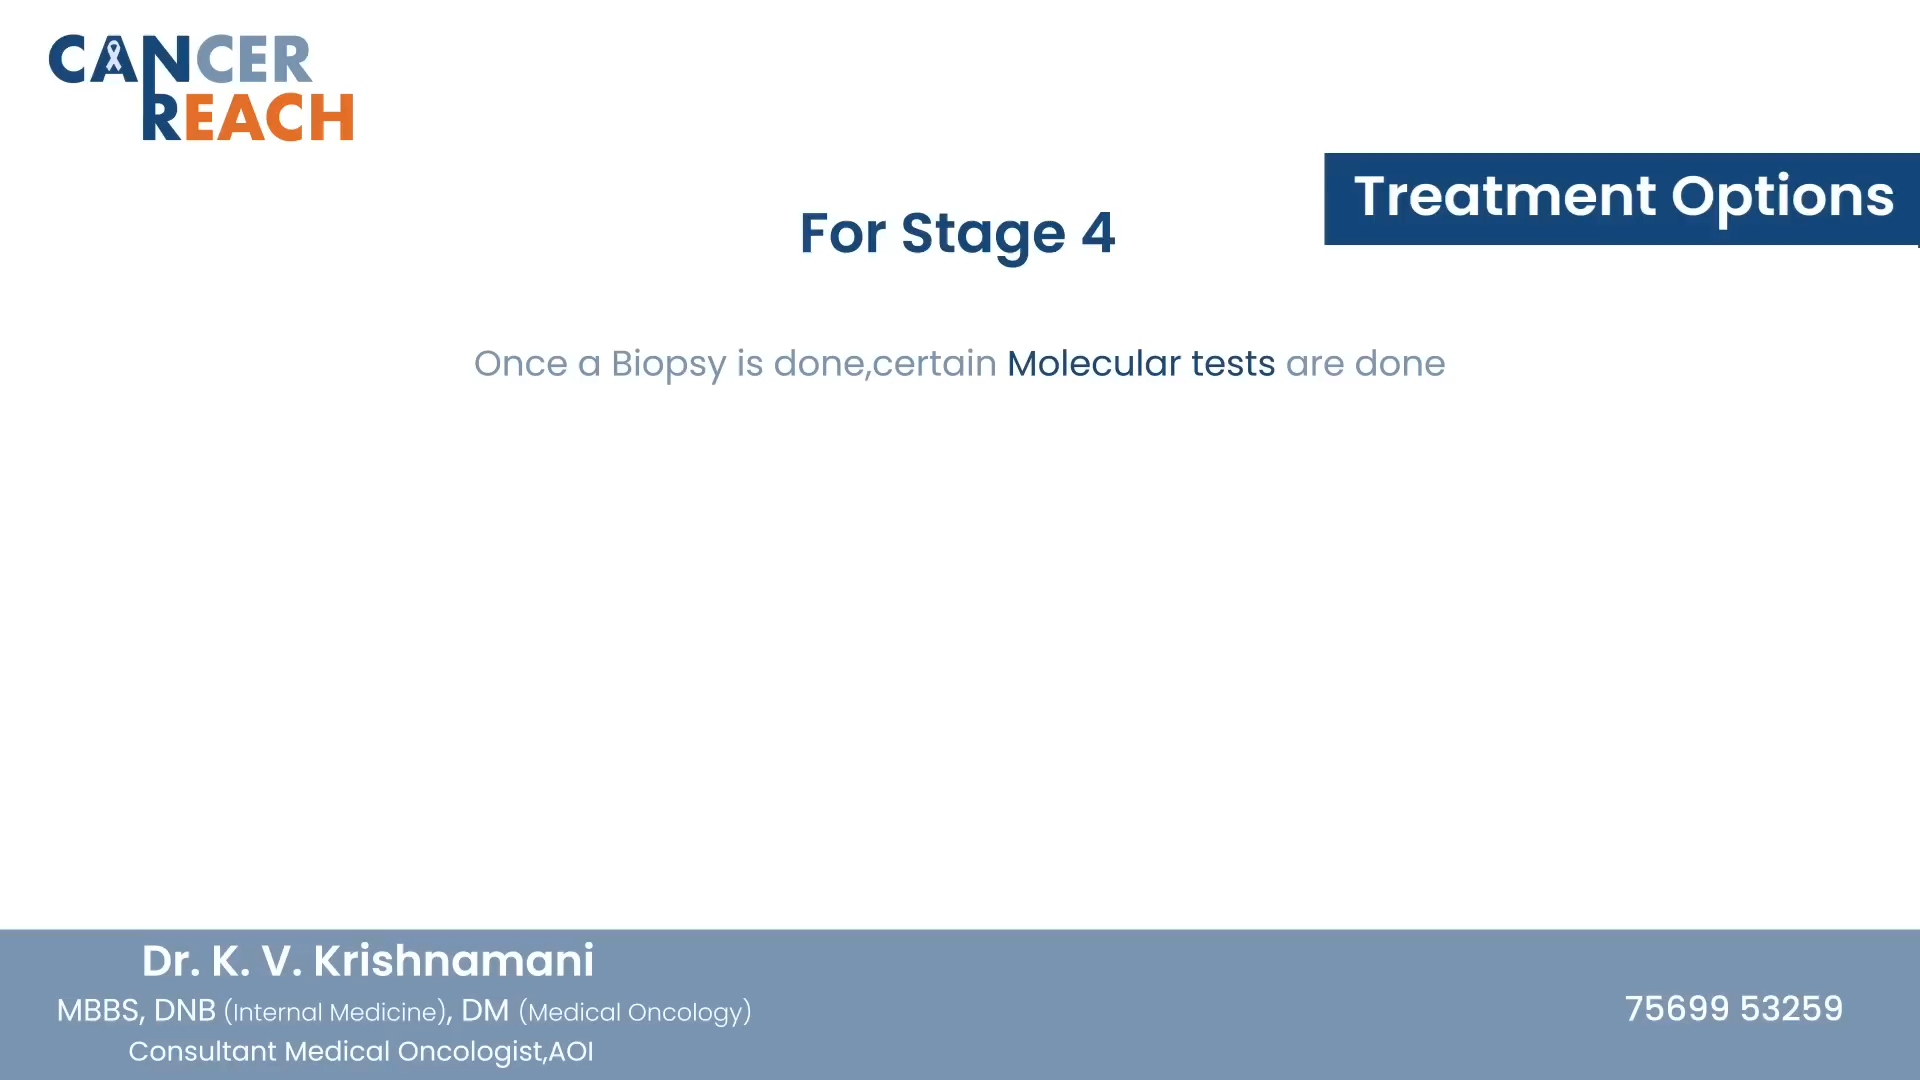 CANCER
REACH
Treatment Options
For Stage 4
Once a Biopsy is done,certain Molecular tests are done
Dr. K. V. Krishnamani
MBBS, DNB (Internal Medicine), DM (Medical Oncology)
Consultant Medical Oncologist,AOI
75699 53259